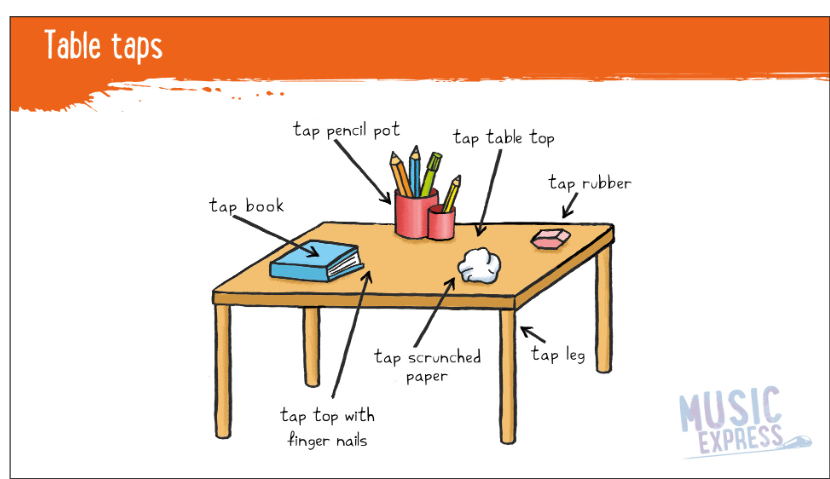 Table taps
tap pencil pot
tap table top
tap rubber
tap book
tap scrunched
paper
tap leg
tap top with
finger nails
MUSIC
EXPRESS